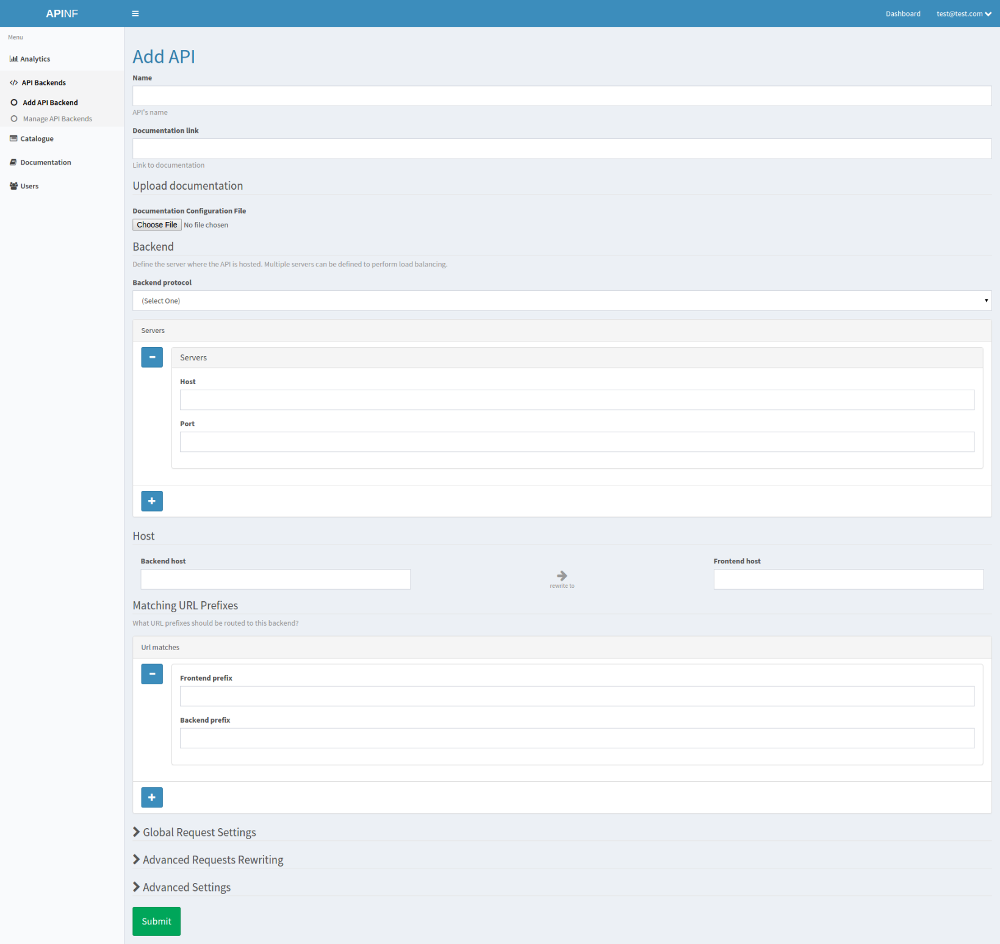 APINF
Dashboard
test@test.com
Menu
Analytics
API Backends
Add API Backend
Manage API Backends
Catalogue
Documentation
Users
Add API
Name
API's name
Documentation link
Link to documentation
Upload documentation
Documentation Configuration File
Choose File No file chosen
Backend
Define the server where the API is hosted. Multiple servers can be defined to perform load balancing.
Backend protocol
(Select One)
Servers
Servers
Host
Port
Host
Backend host
rewrite to
Frontend host
Matching URL Prefixes
What URL prefixes should be routed to this backend?
Url matches
Frontend prefix
Backend prefix
Global Request Settings
Advanced Requests Rewriting
Advanced Settings
Submit